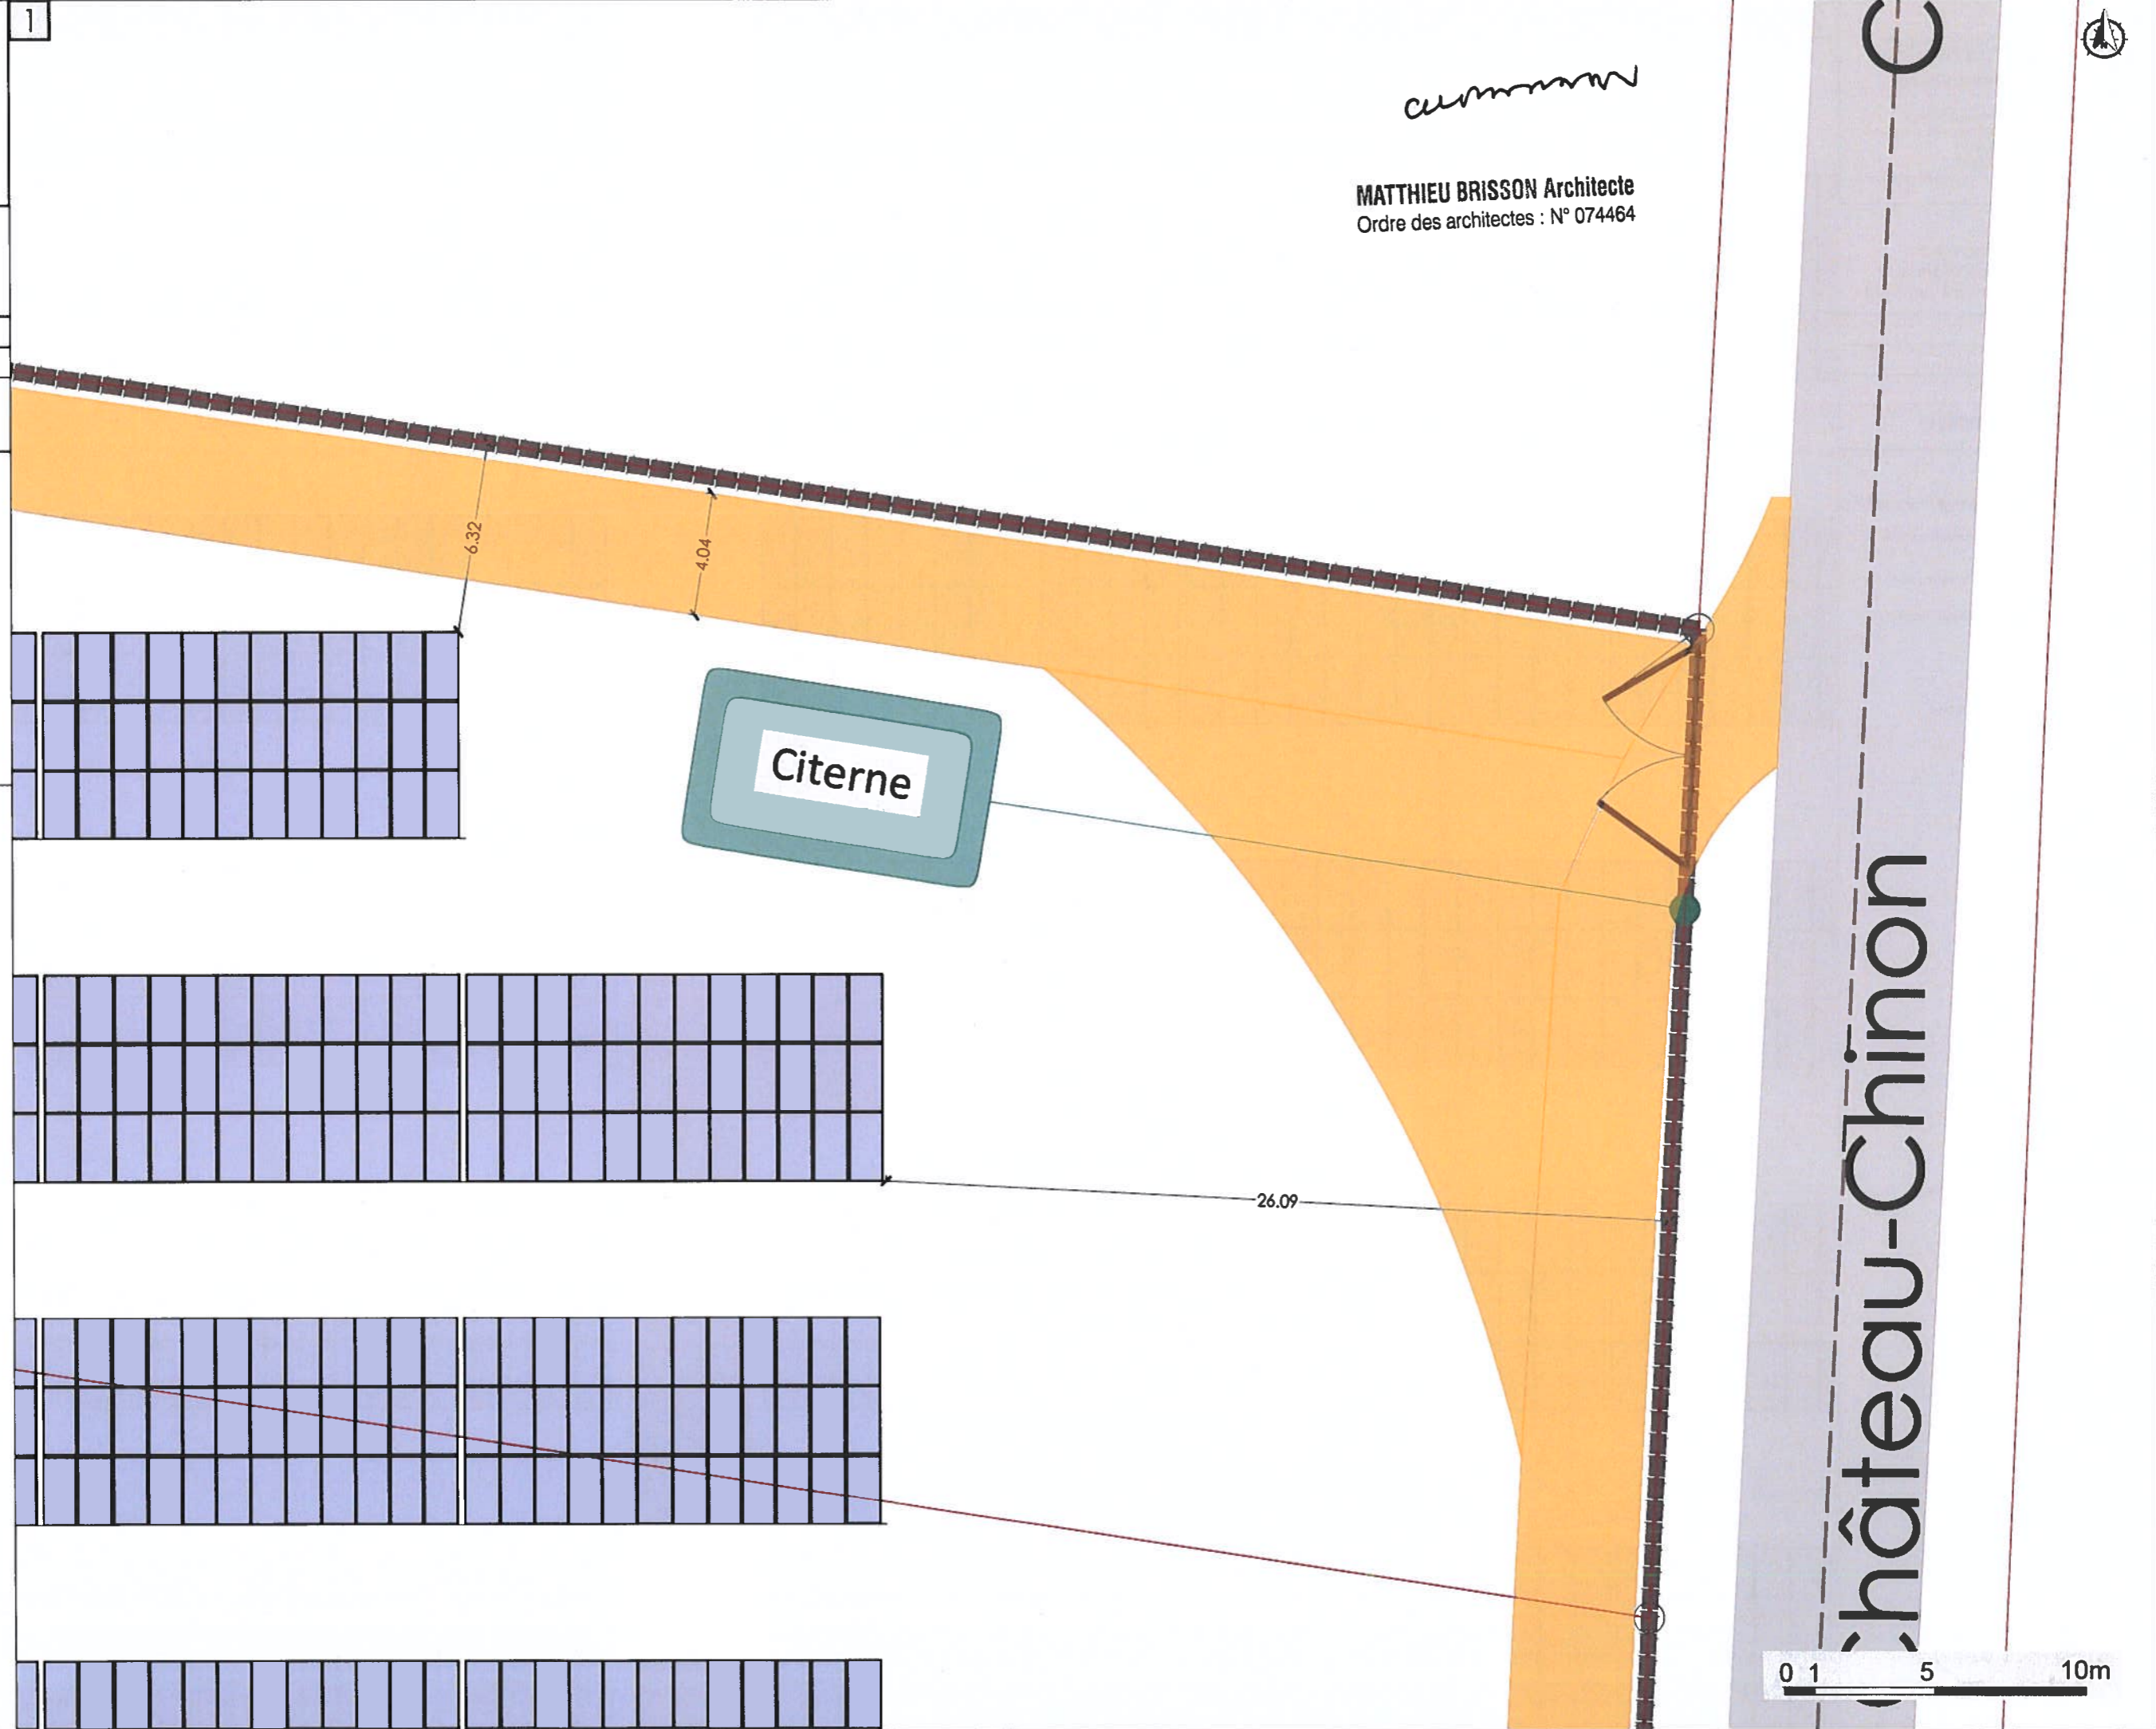 1
MATTHIEU BRISSON Architecte
Ordre des architectes : N° 074464
6.32
4.04
Citerne
26.09
Château-Chinon
0 1 5 10m